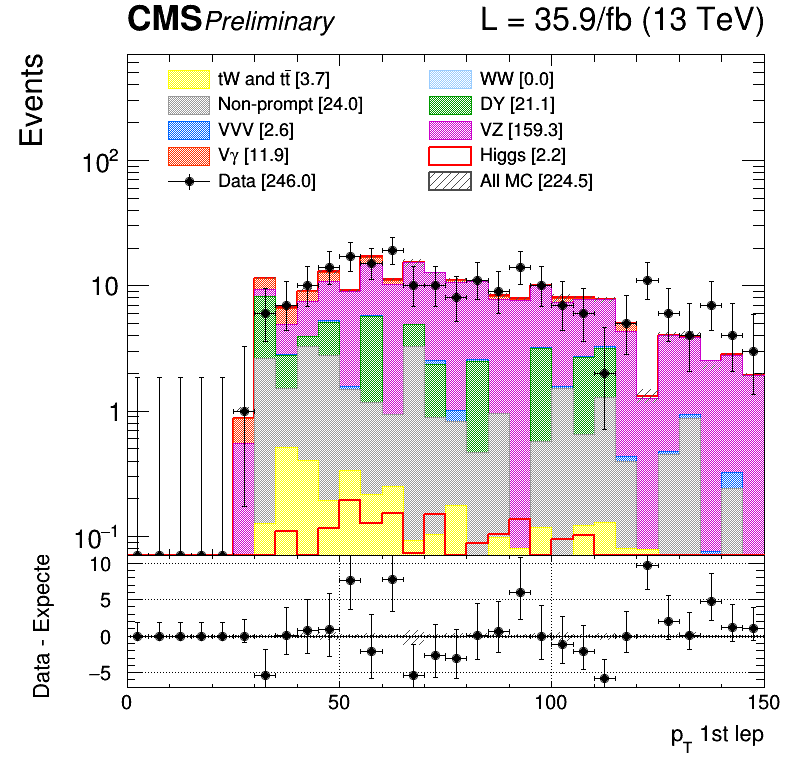 CMS Preliminary L = 35.9/fb (13 TeV)
Events
tW and tt̄ [3.7] WW [0.0]
Non-prompt [24.0] DY [21.1]
VVV [2.6] VZ [159.3]
Vγ [11.9] Higgs [2.2]
Data [246.0] All MC [224.5]
10²
10
1
10⁻¹
Data - Expecte
10
5
0
−5
0 50 100 150
p_T 1st lep